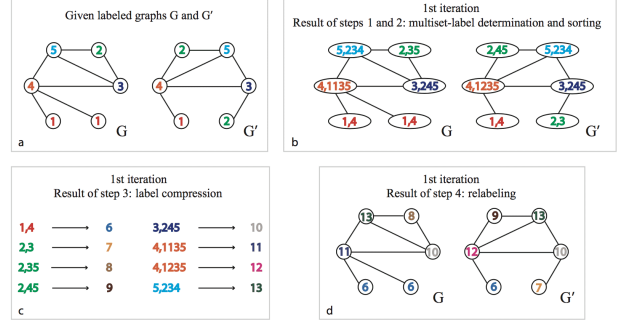 Given labeled graphs G and G′
5 2 2 5
4 3 4 3
1 1 1 2
G G′
a
1st iteration
Result of steps 1 and 2: multiset-label determination and sorting
5,234 2,35 2,45 5,234
4,1135 3,245 4,1235 3,245
1,4 1,4 1,4 2,3
G G′
b
1st iteration
Result of step 3: label compression
1,4 → 6 3,245 → 10
2,3 → 7 4,1135 → 11
2,35 → 8 4,1235 → 12
2,45 → 9 5,234 → 13
c
1st iteration
Result of step 4: relabeling
13 8 9 13
11 10 12 10
6 6 6 7
G G′
d